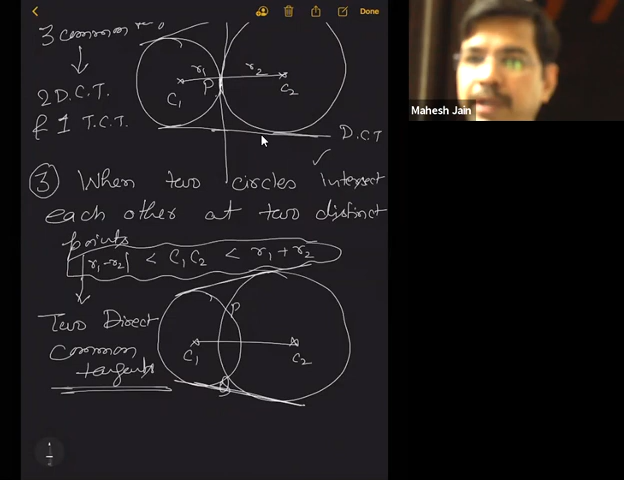 Done
3 common
r₁
r₂
P
C₁
C₂
2 D.C.T.
& 1 T.C.T.
D.C.T
Mahesh Jain
③ When two circles intersect
each other at two distinct
points
|r₁-r₂| < C₁C₂ < r₁+r₂
Two Direct
common
tangents
P
C₁
C₂